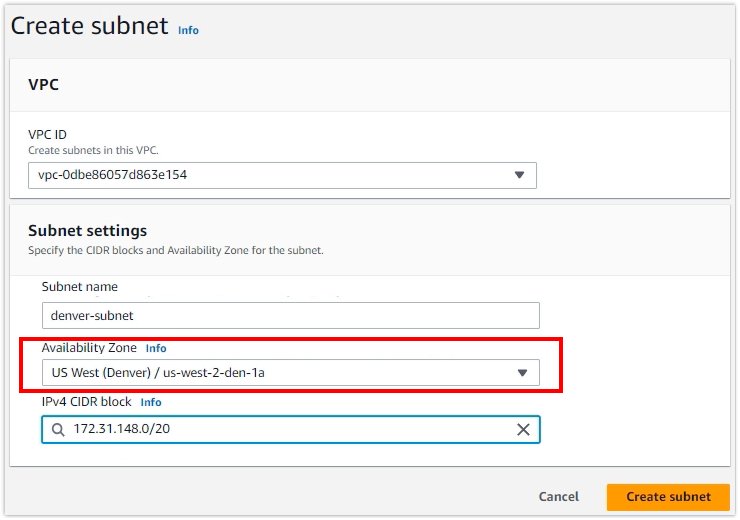 Create subnet Info
VPC
VPC ID
Create subnets in this VPC.
vpc-0dbe86057d863e154
Subnet settings
Specify the CIDR blocks and Availability Zone for the subnet.
Subnet name
denver-subnet
Availability Zone Info
US West (Denver) / us-west-2-den-1a
IPv4 CIDR block Info
172.31.148.0/20
Cancel Create subnet